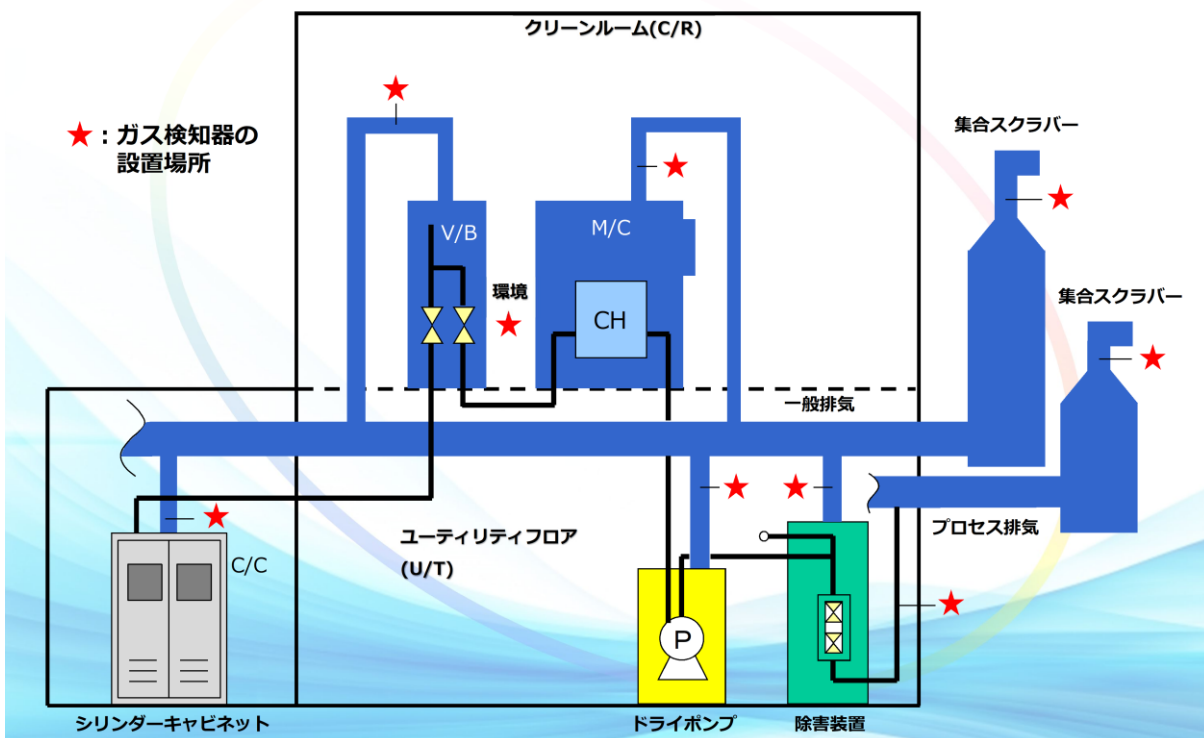 クリーンルーム(C/R)
★：ガス検知器の
設置場所
集合スクラバー
V/B
M/C
環境
CH
集合スクラバー
一般排気
プロセス排気
ユーティリティフロア
(U/T)
C/C
P
シリンダーキャビネット
ドライポンプ
除害装置